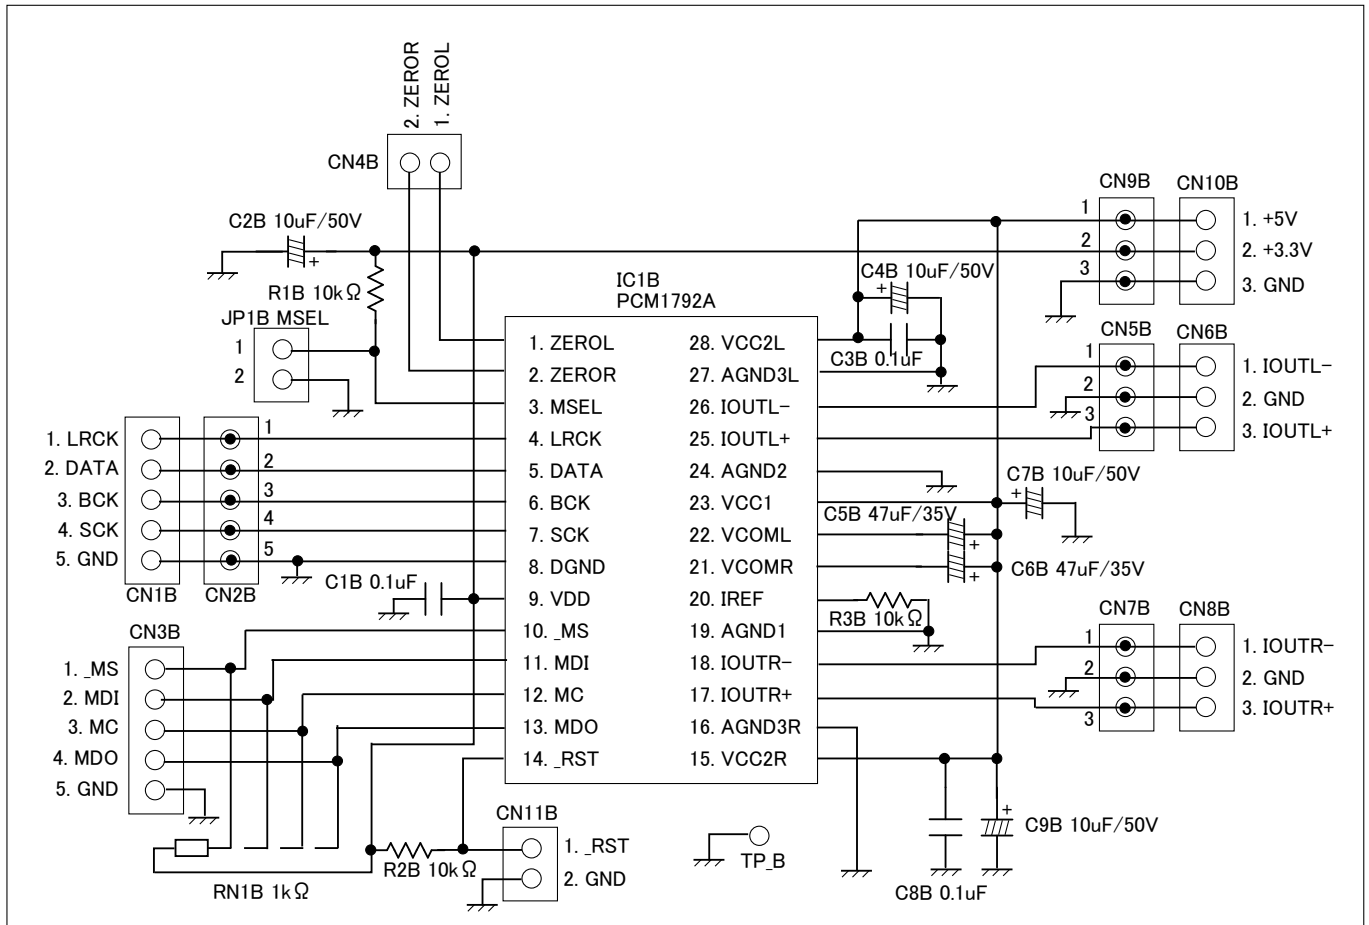 2. ZEROR
1. ZEROL
CN4B
C2B 10uF/50V
+
R1B 10kΩ
JP1B MSEL
1
2
IC1B
PCM1792A
1. ZEROL
2. ZEROR
3. MSEL
4. LRCK
5. DATA
6. BCK
7. SCK
8. DGND
9. VDD
10. _MS
11. MDI
12. MC
13. MDO
14. _RST
28. VCC2L
27. AGND3L
26. IOUTL-
25. IOUTL+
24. AGND2
23. VCC1
22. VCOML
21. VCOMR
20. IREF
19. AGND1
18. IOUTR-
17. IOUTR+
16. AGND3R
15. VCC2R
1. LRCK
2. DATA
3. BCK
4. SCK
5. GND
CN1B
CN2B
1
2
3
4
5
C1B 0.1uF
CN3B
1. _MS
2. MDI
3. MC
4. MDO
5. GND
RN1B 1kΩ
R2B 10kΩ
CN11B
1. _RST
2. GND
TP_B
C4B 10uF/50V
+
C3B 0.1uF
CN9B
CN10B
1
2
3
1. +5V
2. +3.3V
3. GND
CN5B
CN6B
1
2
3
1. IOUTL-
2. GND
3. IOUTL+
C7B 10uF/50V
+
C5B 47uF/35V
+
+
C6B 47uF/35V
R3B 10kΩ
CN7B
CN8B
1
2
3
1. IOUTR-
2. GND
3. IOUTR+
+
C9B 10uF/50V
C8B 0.1uF